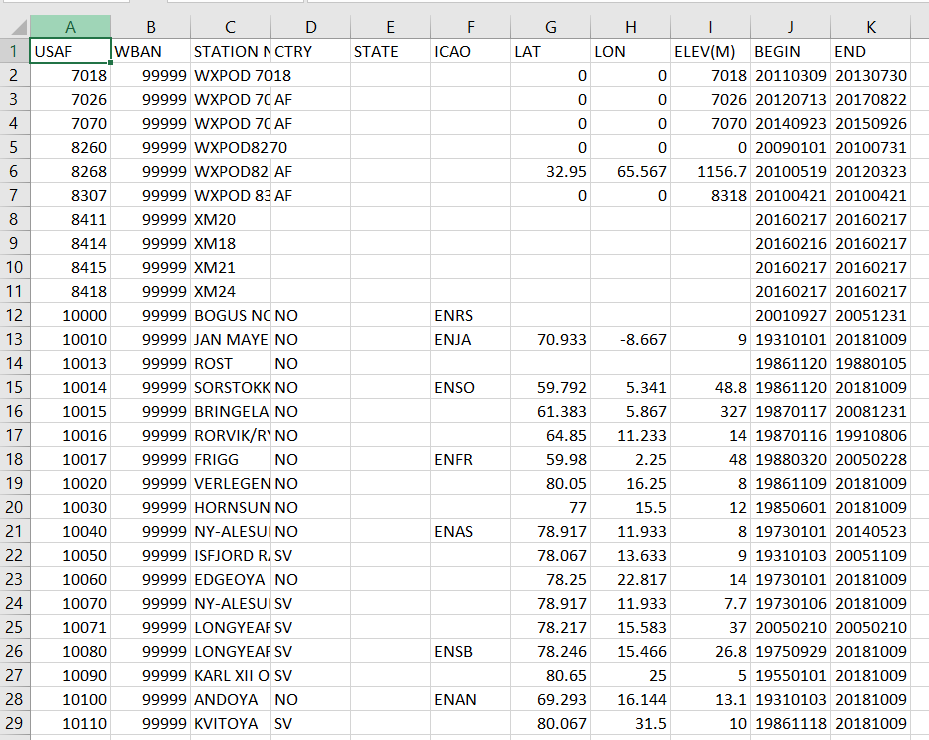 A B C D E F G H I J K
1 USAF WBAN STATION N CTRY STATE ICAO LAT LON ELEV(M) BEGIN END
2 7018 99999 WXPOD 7018 0 0 7018 20110309 20130730
3 7026 99999 WXPOD 70 AF 0 0 7026 20120713 20170822
4 7070 99999 WXPOD 70 AF 0 0 7070 20140923 20150926
5 8260 99999 WXPOD8270 0 0 0 20090101 20100731
6 8268 99999 WXPOD82 AF 32.95 65.567 1156.7 20100519 20120323
7 8307 99999 WXPOD 83 AF 0 0 8318 20100421 20100421
8 8411 99999 XM20 20160217 20160217
9 8414 99999 XM18 20160216 20160217
10 8415 99999 XM21 20160217 20160217
11 8418 99999 XM24 20160217 20160217
12 10000 99999 BOGUS NO NO ENRS 20010927 20051231
13 10010 99999 JAN MAYE NO ENJA 70.933 -8.667 9 19310101 20181009
14 10013 99999 ROST NO 19861120 19880105
15 10014 99999 SORSTOKK NO ENSO 59.792 5.341 48.8 19861120 20181009
16 10015 99999 BRINGELA NO 61.383 5.867 327 19870117 20081231
17 10016 99999 RORVIK/RY NO 64.85 11.233 14 19870116 19910806
18 10017 99999 FRIGG NO ENFR 59.98 2.25 48 19880320 20050228
19 10020 99999 VERLEGEN NO 80.05 16.25 8 19861109 20181009
20 10030 99999 HORNSUN NO 77 15.5 12 19850601 20181009
21 10040 99999 NY-ALESU NO ENAS 78.917 11.933 8 19730101 20140523
22 10050 99999 ISFJORD RA SV 78.067 13.633 9 19310103 20051109
23 10060 99999 EDGEOYA NO 78.25 22.817 14 19730101 20181009
24 10070 99999 NY-ALESU SV 78.917 11.933 7.7 19730106 20181009
25 10071 99999 LONGYEAR SV 78.217 15.583 37 20050210 20050210
26 10080 99999 LONGYEAR SV ENSB 78.246 15.466 26.8 19750929 20181009
27 10090 99999 KARL XII O SV 80.65 25 5 19550101 20181009
28 10100 99999 ANDOYA NO ENAN 69.293 16.144 13.1 19310103 20181009
29 10110 99999 KVITOYA SV 80.067 31.5 10 19861118 20181009